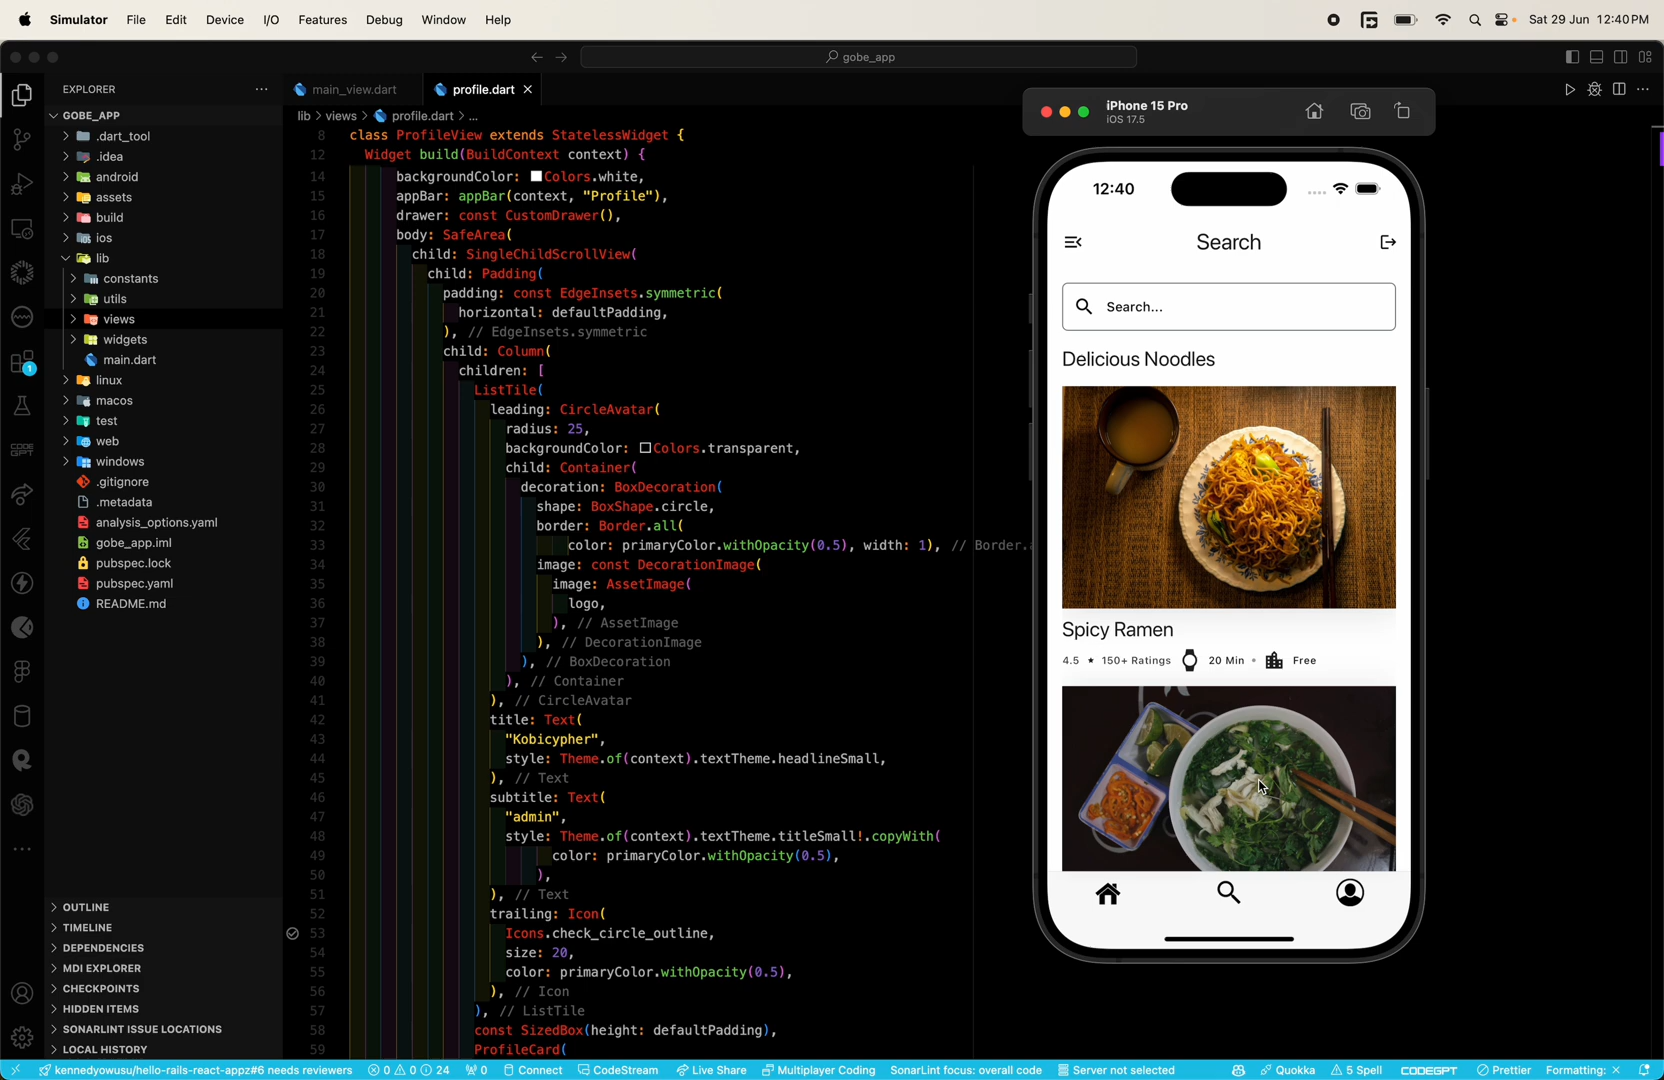 Simulator File Edit Device I/O Features Debug Window Help Sat 29 Jun 12:40 PM
gobe_app
EXPLORER
main_view.dart
profile.dart
iPhone 15 Pro
iOS 17.5
GOBE_APP
.dart_tool
.idea
android
assets
build
ios
lib
constants
utils
views
widgets
main.dart
linux
macos
test
web
windows
.gitignore
.metadata
analysis_options.yaml
gobe_app.iml
pubspec.lock
pubspec.yaml
README.md
OUTLINE
TIMELINE
DEPENDENCIES
MDI EXPLORER
CHECKPOINTS
HIDDEN ITEMS
SONARLINT ISSUE LOCATIONS
LOCAL HISTORY
CODE GPT
1
lib > views > profile.dart > ...
8 class ProfileView extends StatelessWidget {
12 Widget build(BuildContext context) {
14 backgroundColor: Colors.white,
15 appBar: appBar(context, "Profile"),
16 drawer: const CustomDrawer(),
17 body: SafeArea(
18 child: SingleChildScrollView(
19 child: Padding(
20 padding: const EdgeInsets.symmetric(
21 horizontal: defaultPadding,
22 ), // EdgeInsets.symmetric
23 child: Column(
24 children: [
25 ListTile(
26 leading: CircleAvatar(
27 radius: 25,
28 backgroundColor: Colors.transparent,
29 child: Container(
30 decoration: BoxDecoration(
31 shape: BoxShape.circle,
32 border: Border.all(
33 color: primaryColor.withOpacity(0.5), width: 1), // Border.
34 image: const DecorationImage(
35 image: AssetImage(
36 logo,
37 ), // AssetImage
38 ), // DecorationImage
39 ), // BoxDecoration
40 ), // Container
41 ), // CircleAvatar
42 title: Text(
43 "Kobicypher",
44 style: Theme.of(context).textTheme.headlineSmall,
45 ), // Text
46 subtitle: Text(
47 "admin",
48 style: Theme.of(context).textTheme.titleSmall!.copyWith(
49 color: primaryColor.withOpacity(0.5),
50 ),
51 ), // Text
52 trailing: Icon(
53 Icons.check_circle_outline,
54 size: 20,
55 color: primaryColor.withOpacity(0.5),
56 ), // Icon
57 ), // ListTile
58 const SizedBox(height: defaultPadding),
59 ProfileCard(
12:40
Search
Search...
Delicious Noodles
Spicy Ramen
4.5 ★ 150+ Ratings 20 Min • Free
kennedyowusu/hello-rails-react-appz#6 needs reviewers 0 0 24 0 Connect CodeStream Live Share Multiplayer Coding SonarLint focus: overall code Server not selected Quokka 5 Spell CODEGPT Prettier Formatting: ×